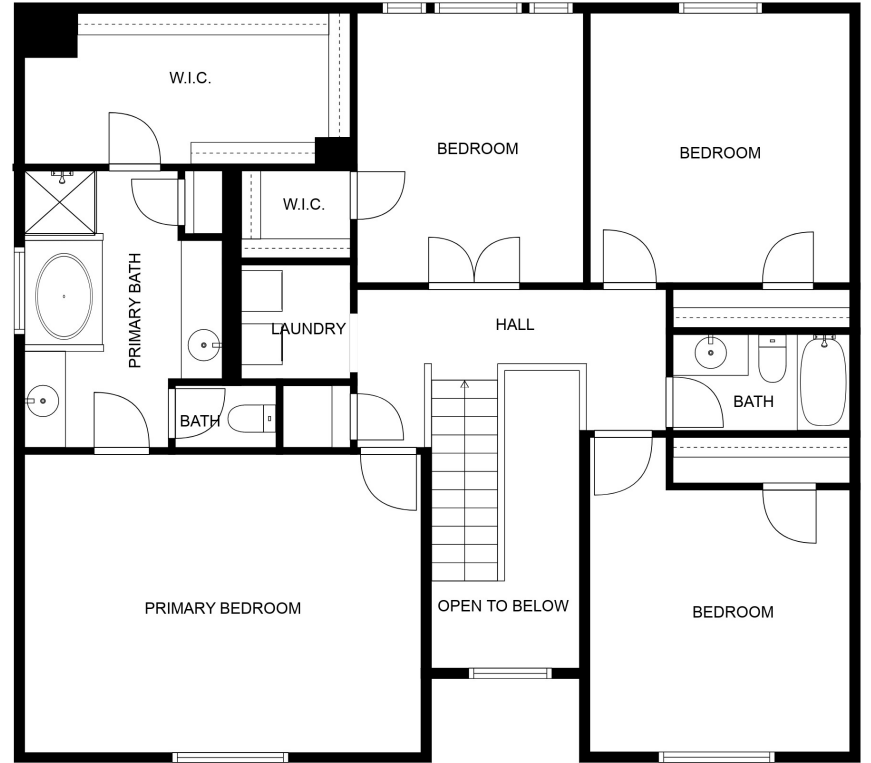 W.I.C.
BEDROOM
BEDROOM
W.I.C.
PRIMARY BATH
LAUNDRY
HALL
BATH
BATH
PRIMARY BEDROOM
OPEN TO BELOW
BEDROOM